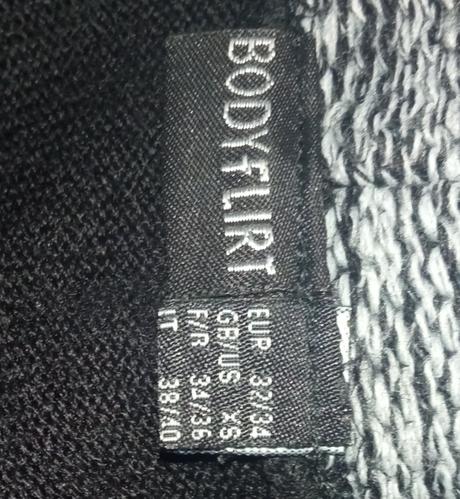 BODYFLIRT
EUR 32/34
GB/US XS
F/R 34/36
IT 38/40